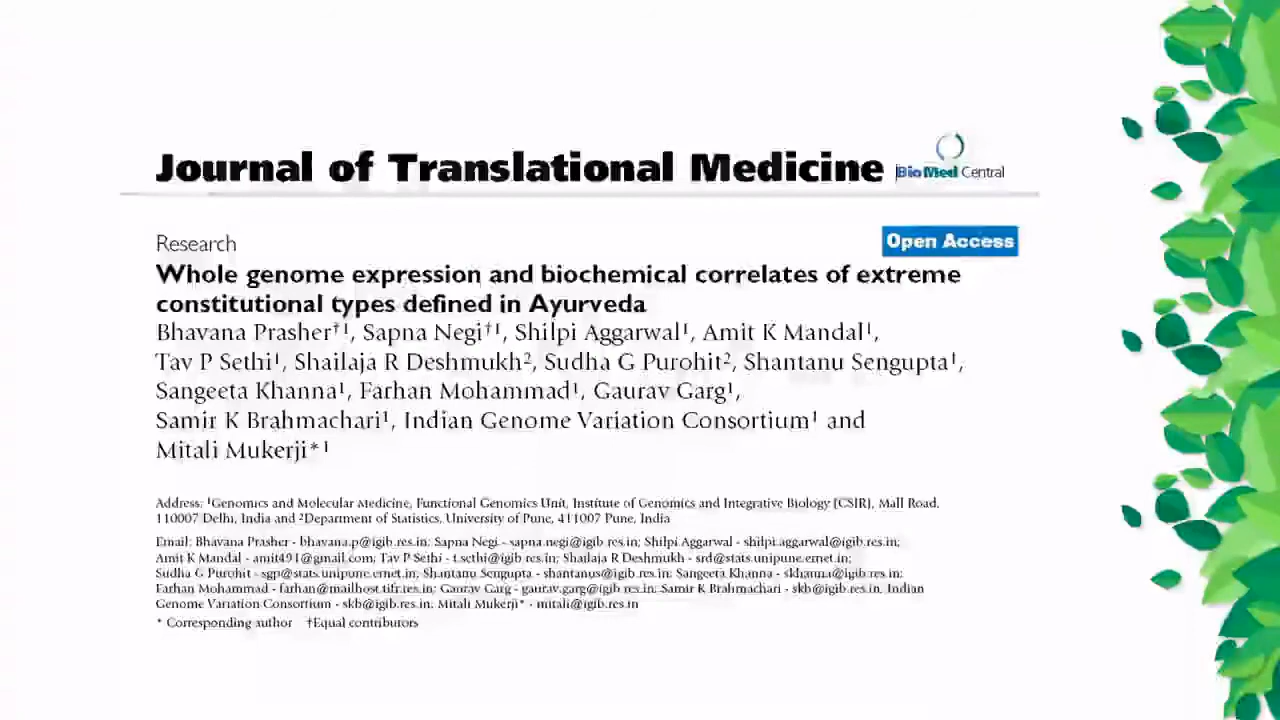 Journal of Translational Medicine BioMed Central
Research
Open Access
Whole genome expression and biochemical correlates of extreme
constitutional types defined in Ayurveda
Bhavana Prasher†1, Sapna Negi†1, Shilpi Aggarwal1, Amit K Mandal1,
Tav P Sethi1, Shailaja R Deshmukh2, Sudha G Purohit2, Shantanu Sengupta1,
Sangeeta Khanna1, Farhan Mohammad1, Gaurav Garg1,
Samir K Brahmachari1, Indian Genome Variation Consortium1 and
Mitali Mukerji*1
Address: 1Genomics and Molecular Medicine, Functional Genomics Unit, Institute of Genomics and Integrative Biology (CSIR), Mall Road,
110007 Delhi, India and 2Department of Statistics, University of Pune, 411007 Pune, India
Email: Bhavana Prasher - bhavana.p@igib.res.in; Sapna Negi - sapna.negi@igib.res.in; Shilpi Aggarwal - shilpi.aggarwal@igib.res.in;
Amit K Mandal - amit491@gmail.com; Tav P Sethi - t.sethi@igib.res.in; Shailaja R Deshmukh - srd@stats.unipune.ernet.in;
Sudha G Purohit - sgp@stats.unipune.ernet.in; Shantanu Sengupta - shantanus@igib.res.in; Sangeeta Khanna - skhanna@igib.res.in;
Farhan Mohammad - farhan@mailhost.tifr.res.in; Gaurav Garg - gaurav.garg@igib.res.in; Samir K Brahmachari - skb@igib.res.in; Indian
Genome Variation Consortium - skb@igib.res.in; Mitali Mukerji* - mitali@igib.res.in
* Corresponding author †Equal contributors